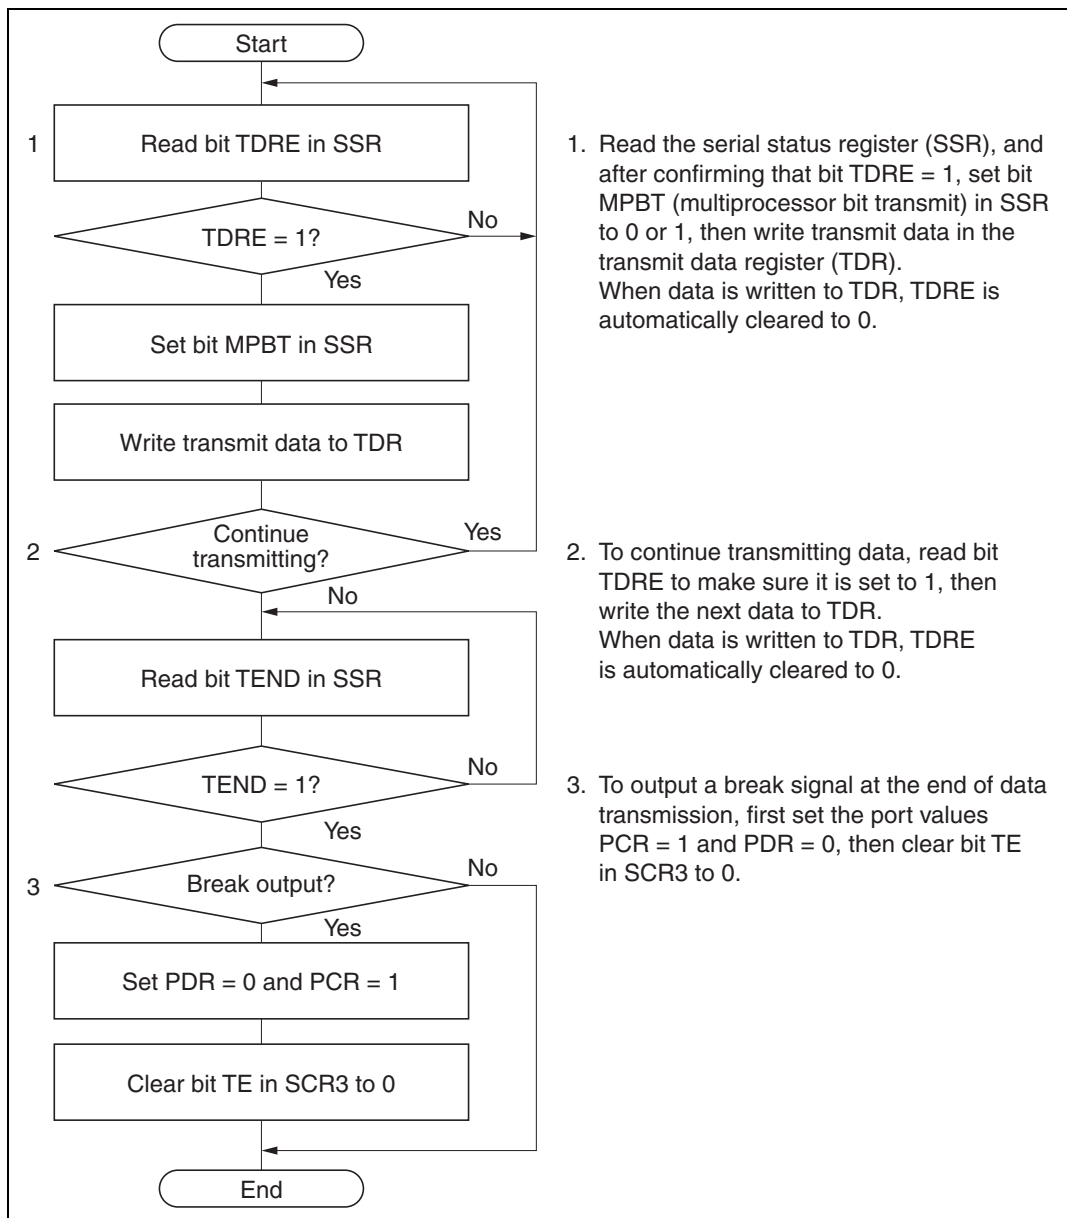 Start
1
Read bit TDRE in SSR
TDRE = 1?
No
Yes
Set bit MPBT in SSR
Write transmit data to TDR
2
Continue
transmitting?
Yes
No
Read bit TEND in SSR
TEND = 1?
No
Yes
3
Break output?
No
Yes
Set PDR = 0 and PCR = 1
Clear bit TE in SCR3 to 0
End
1. Read the serial status register (SSR), and
after confirming that bit TDRE = 1, set bit
MPBT (multiprocessor bit transmit) in SSR
to 0 or 1, then write transmit data in the
transmit data register (TDR).
When data is written to TDR, TDRE is
automatically cleared to 0.
2. To continue transmitting data, read bit
TDRE to make sure it is set to 1, then
write the next data to TDR.
When data is written to TDR, TDRE
is automatically cleared to 0.
3. To output a break signal at the end of data
transmission, first set the port values
PCR = 1 and PDR = 0, then clear bit TE
in SCR3 to 0.